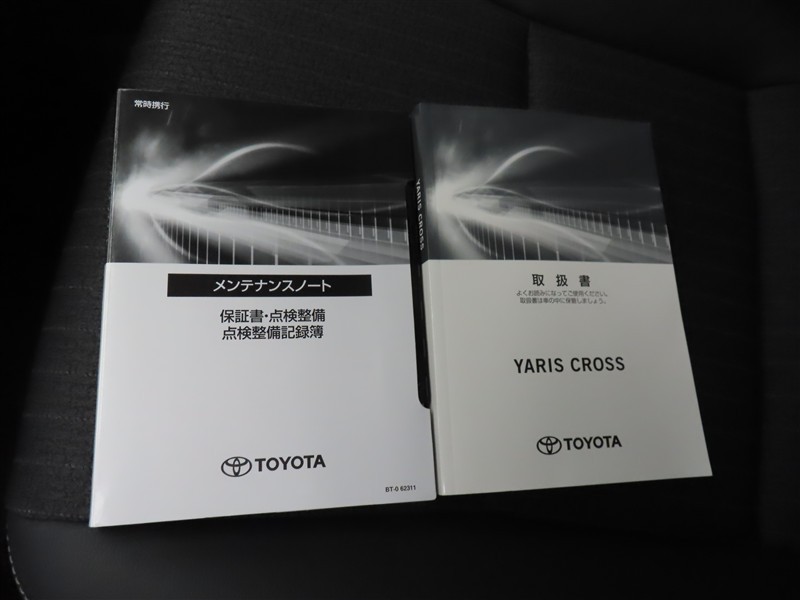 常時携行
メンテナンスノート
保証書・点検整備
点検整備記録簿
TOYOTA
BT-0 62311
YARIS CROSS
取扱書
よくお読みになってご使用ください。
取扱書は車の中に保管しましょう。
YARIS CROSS
TOYOTA